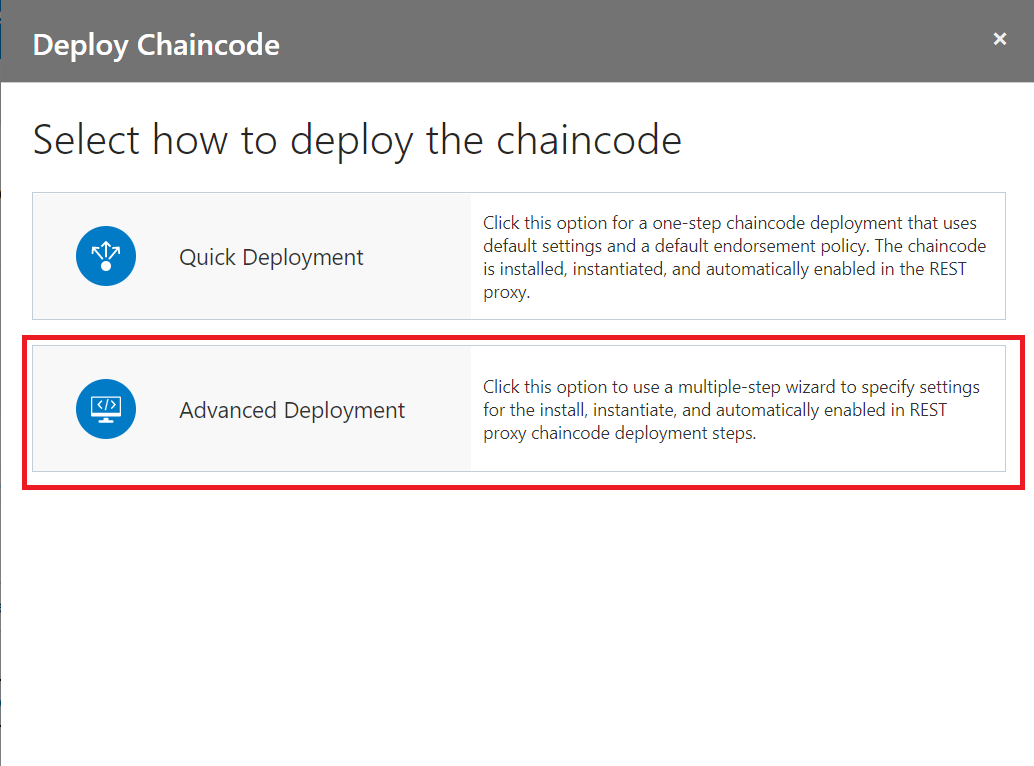 Deploy Chaincode
×
Select how to deploy the chaincode
Quick Deployment
Click this option for a one-step chaincode deployment that uses
default settings and a default endorsement policy. The chaincode
is installed, instantiated, and automatically enabled in the REST
proxy.
</>
Advanced Deployment
Click this option to use a multiple-step wizard to specify settings
for the install, instantiate, and automatically enabled in REST
proxy chaincode deployment steps.